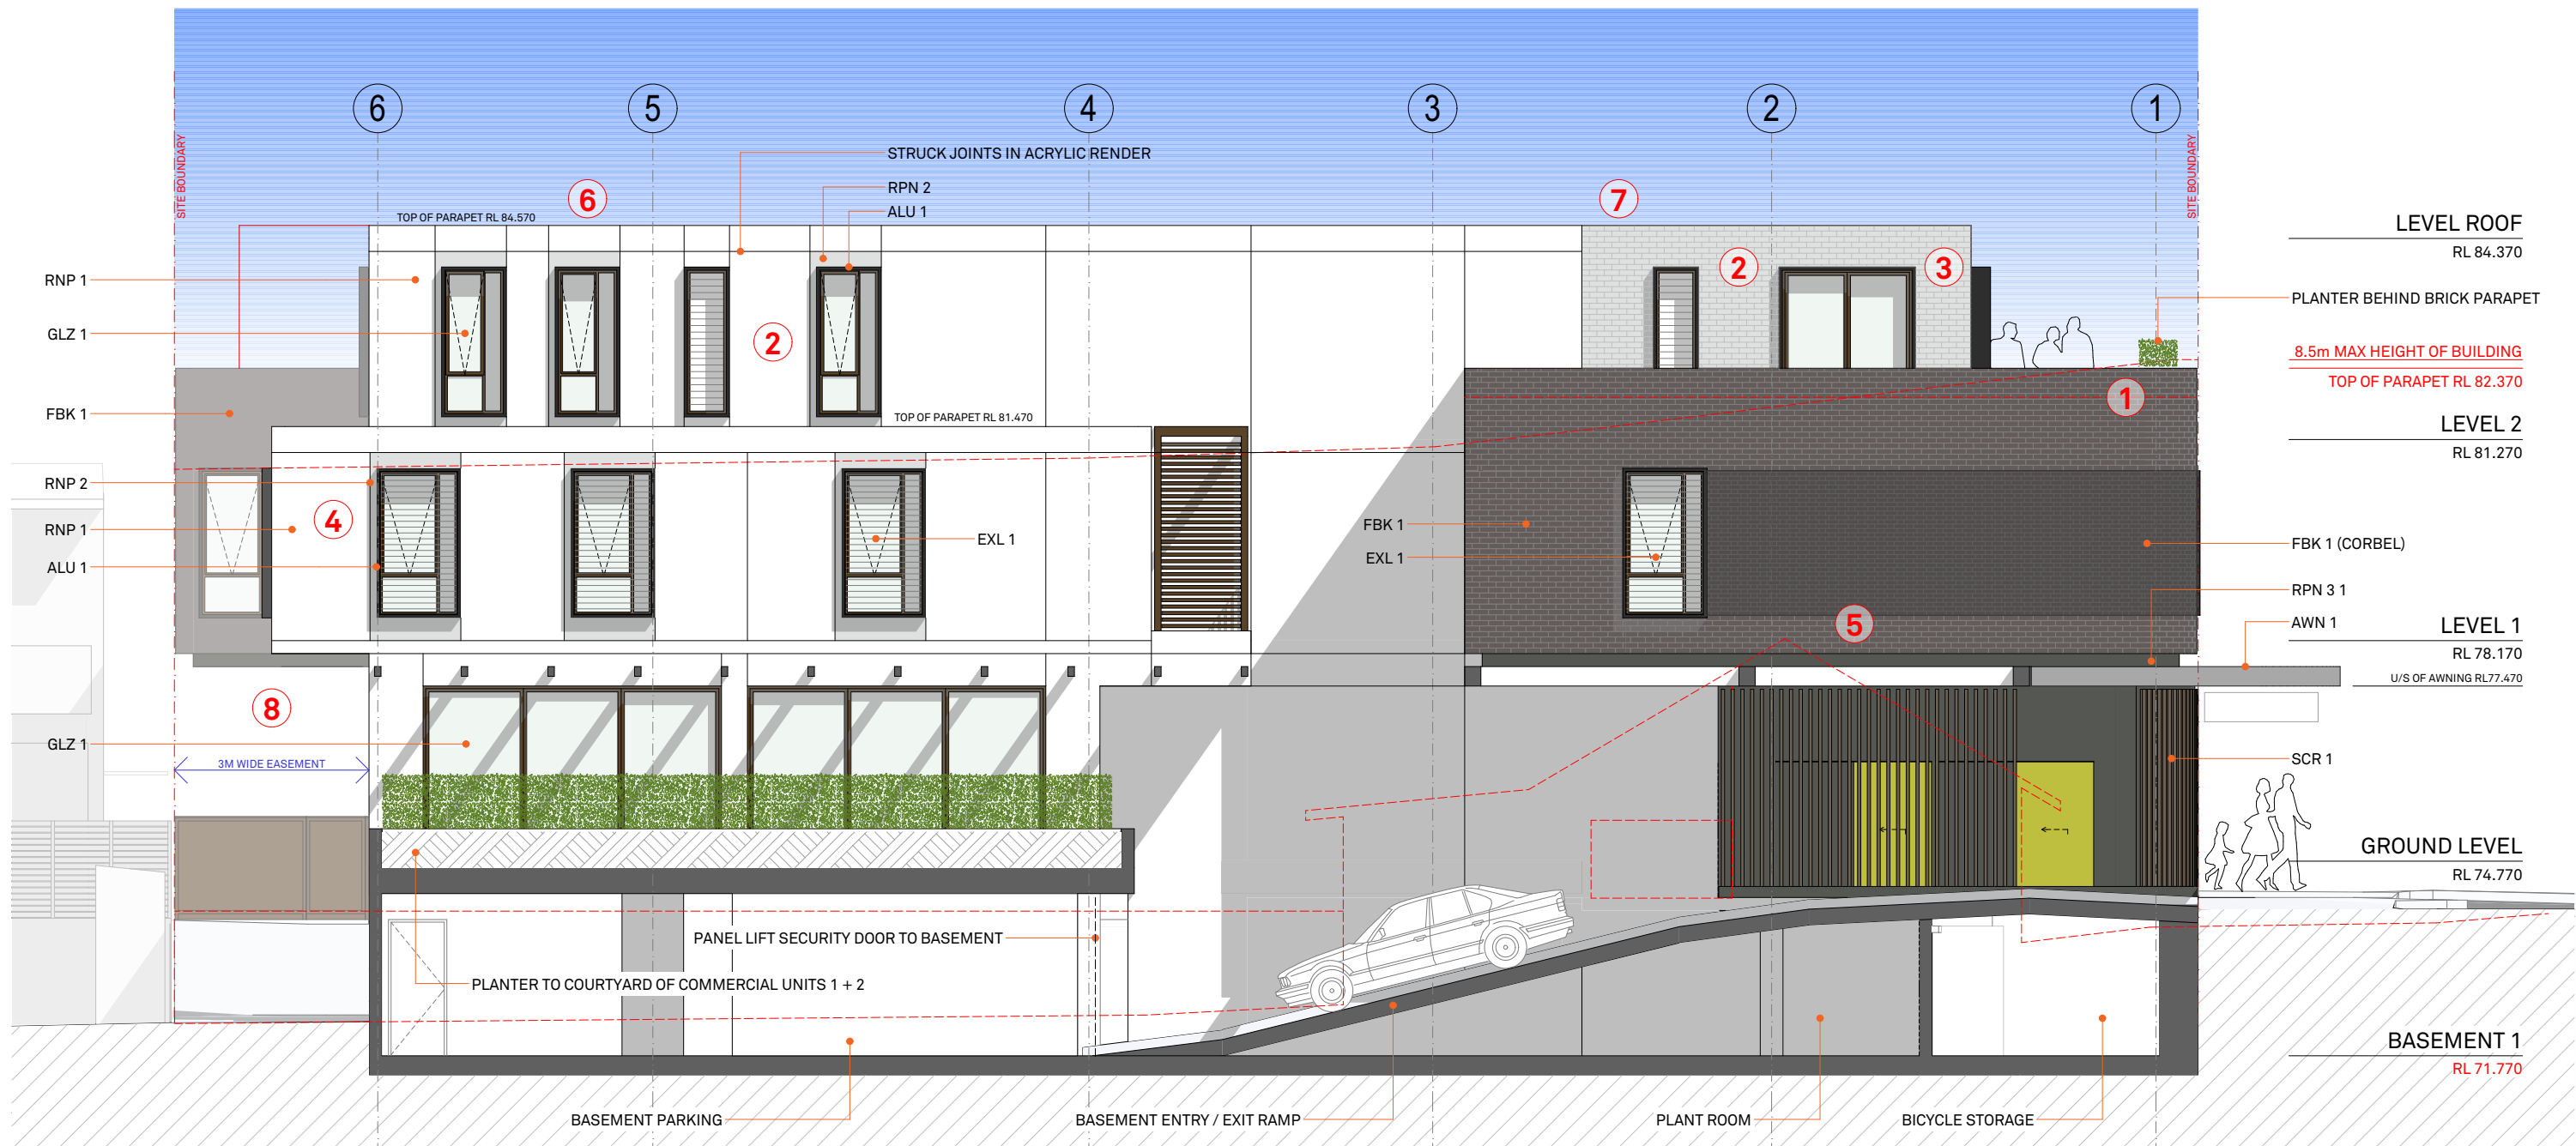 6
5
4
3
2
1
SITE BOUNDARY
SITE BOUNDARY
STRUCK JOINTS IN ACRYLIC RENDER
RPN 2
ALU 1
6
7
TOP OF PARAPET RL 84.570
LEVEL ROOF
RL 84.370
RNP 1
GLZ 1
2
2
3
PLANTER BEHIND BRICK PARAPET
8.5m MAX HEIGHT OF BUILDING
TOP OF PARAPET RL 82.370
1
FBK 1
TOP OF PARAPET RL 81.470
LEVEL 2
RL 81.270
RNP 2
RNP 1
4
ALU 1
EXL 1
FBK 1
EXL 1
FBK 1 (CORBEL)
RPN 3 1
AWN 1
5
LEVEL 1
RL 78.170
U/S OF AWNING RL77.470
8
GLZ 1
3M WIDE EASEMENT
SCR 1
GROUND LEVEL
RL 74.770
PANEL LIFT SECURITY DOOR TO BASEMENT
PLANTER TO COURTYARD OF COMMERCIAL UNITS 1 + 2
BASEMENT 1
RL 71.770
BASEMENT PARKING
BASEMENT ENTRY / EXIT RAMP
PLANT ROOM
BICYCLE STORAGE